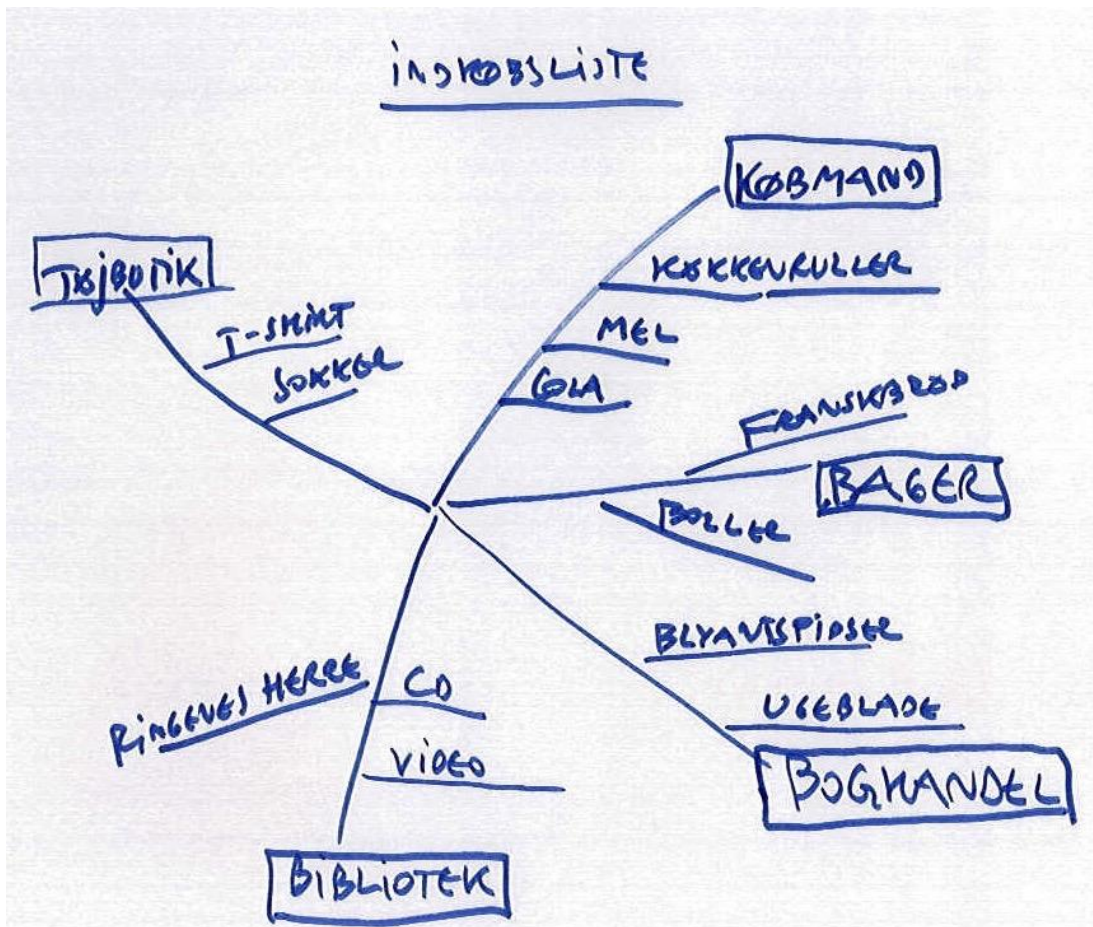 INDKØBSLISTE
KØBMAND
KØKKENRULLER
MEL
COLA
TØJBUTIK
T-SHIRT
SOKKER
FRANSKBRØD
BAGER
BOLLER
BLYANTSPIDSER
UGEBLADE
BOGHANDEL
RINGENES HERRE
CD
VIDEO
BIBLIOTEK